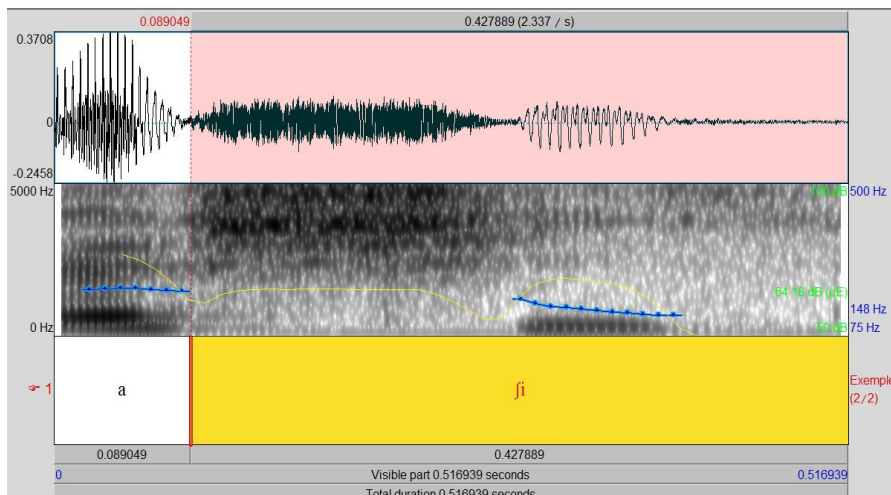 0.089049 0.427889 (2.337 / s)
0.3708
0
-0.2458
5000 Hz 500 Hz
64.18 dB (µE)
148 Hz
0 Hz 50 dB 75 Hz
☞ 1 a ʃi Exemple
(2/2)
0.089049 0.427889
0 Visible part 0.516939 seconds 0.516939
Total duration 0.516939 seconds